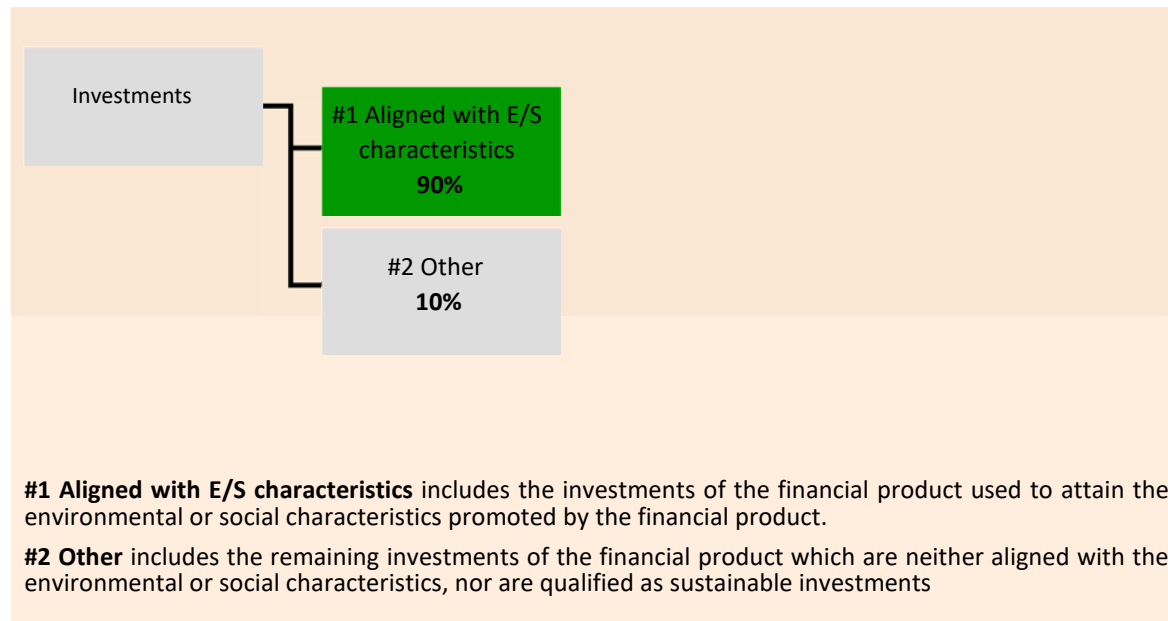 Investments
#1 Aligned with E/S
characteristics
90%
#2 Other
10%
#1 Aligned with E/S characteristics includes the investments of the financial product used to attain the
environmental or social characteristics promoted by the financial product.
#2 Other includes the remaining investments of the financial product which are neither aligned with the
environmental or social characteristics, nor are qualified as sustainable investments